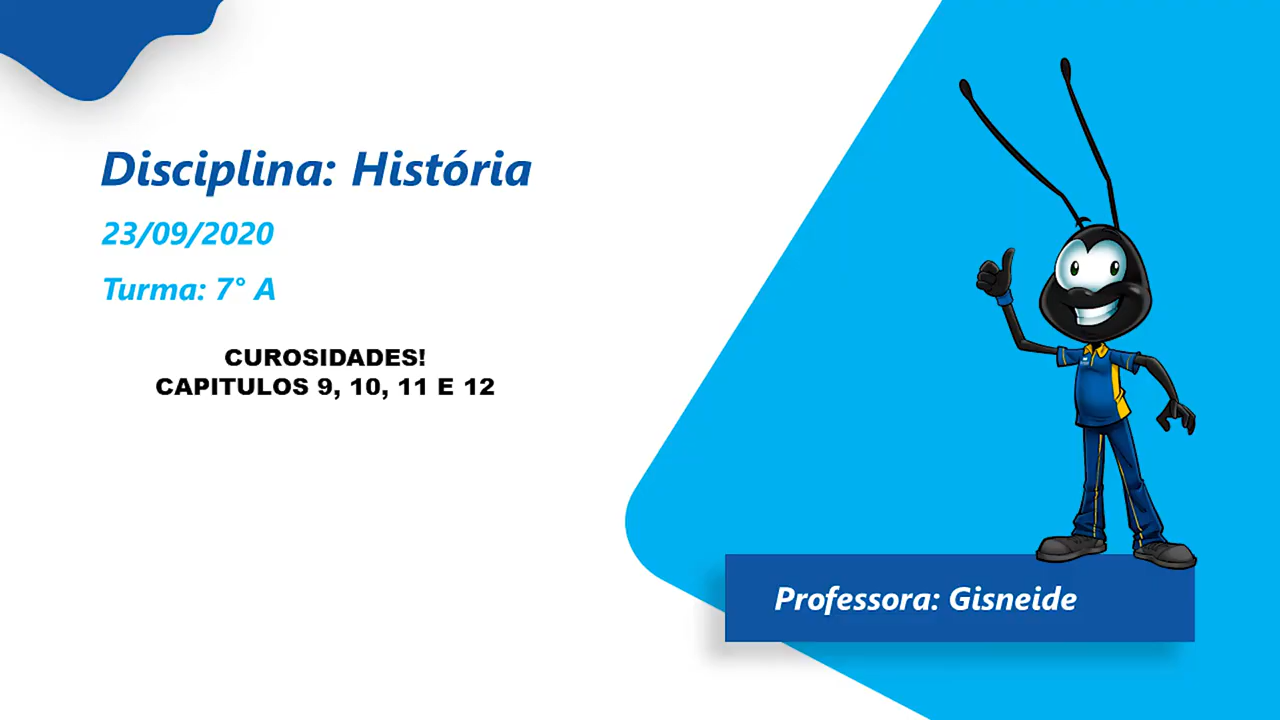 Disciplina: História
23/09/2020
Turma: 7° A
CUROSIDADES!
CAPITULOS 9, 10, 11 E 12
Professora: Gisneide